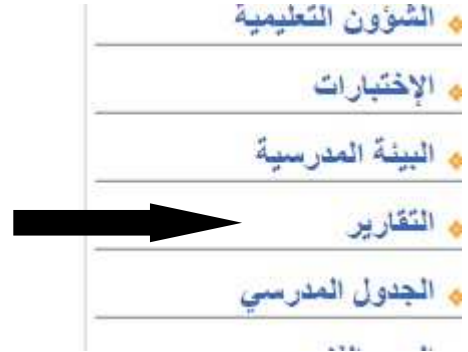 الشؤون التعليمية
الإختبارات
البيئة المدرسية
التقارير
الجدول المدرسي